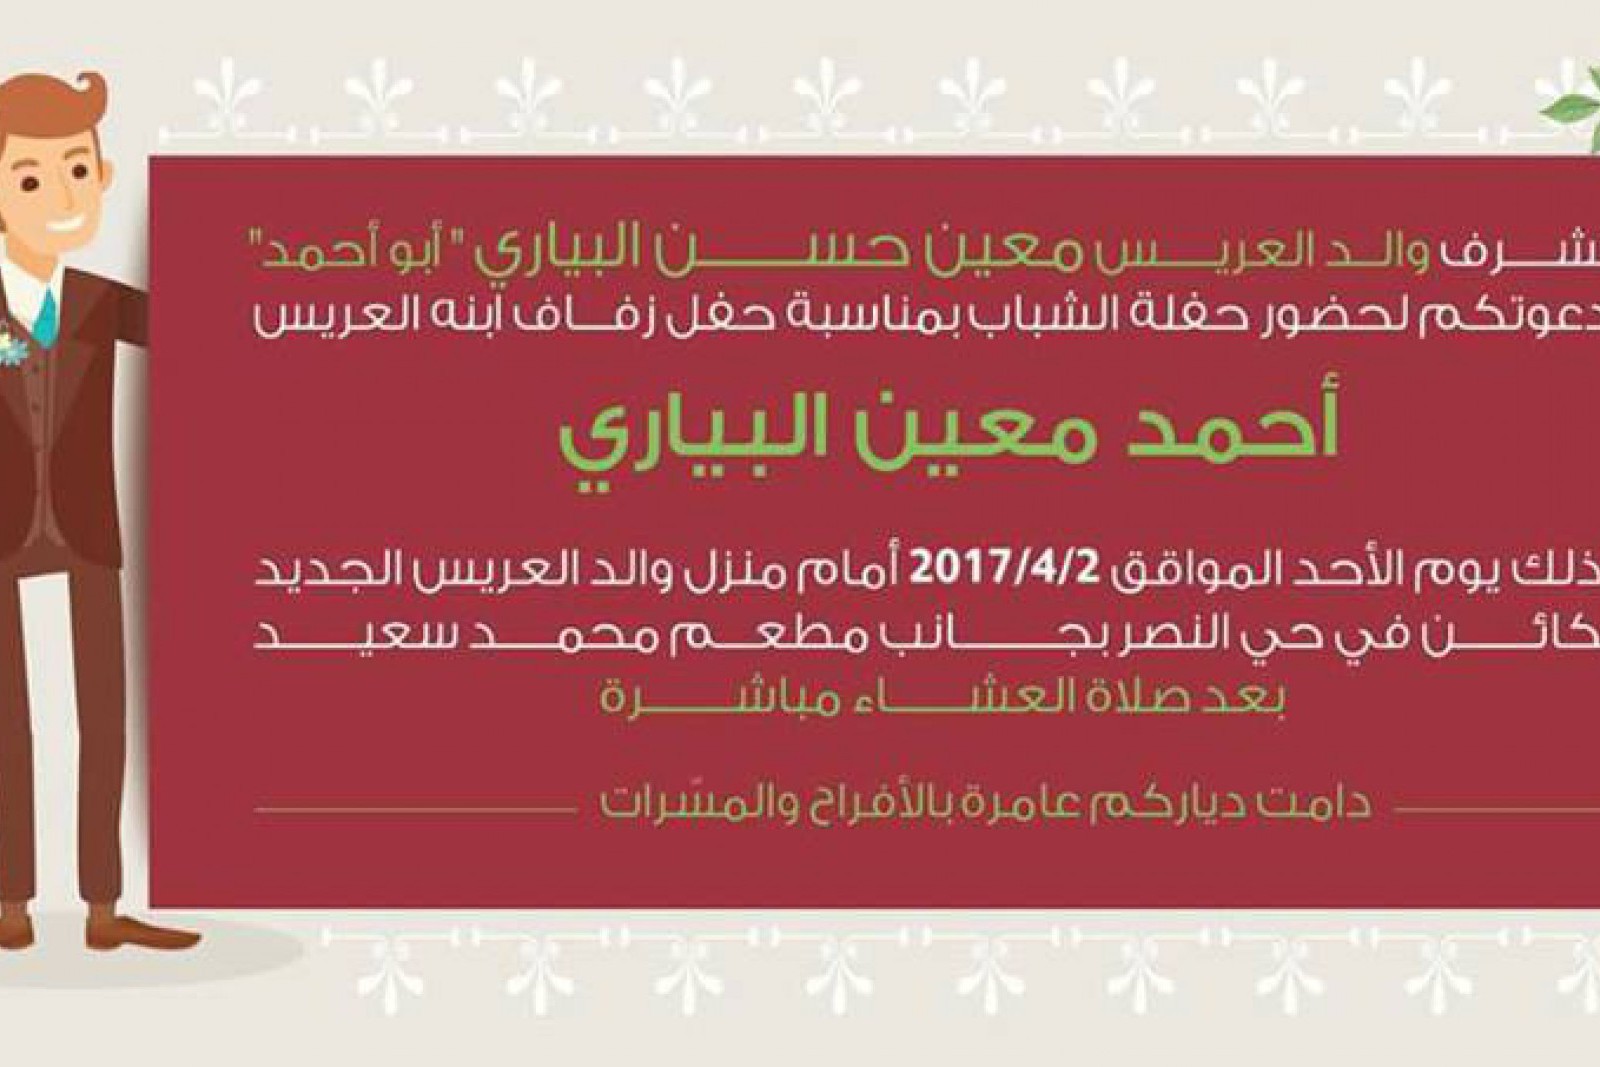 شرف والد العريس معين حسن البياري "أبو أحمد"
دعوتكم لحضور حفلة الشباب بمناسبة حفل زفاف ابنه العريس
أحمد معين البياري
ذلك يوم الأحد المواقق 2017/4/2 أمام منزل والد العريس الجديد
كائن في حي النصر بجانب مطعم محمد سعيد
بعد صلاة العشاء مباشرة
دامت دياركم عامرة بالأفراح والمسّرات